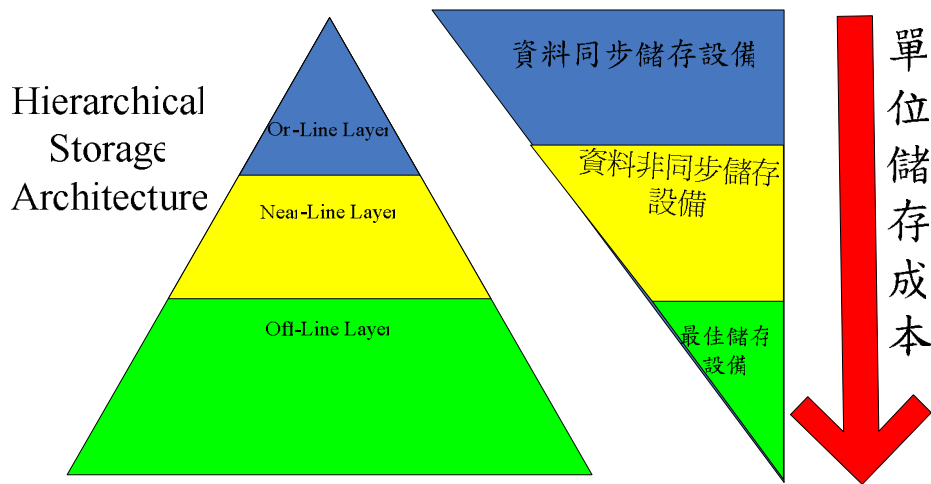 Hierarchical
Storage
Architecture
On-Line Layer
Near-Line Layer
Off-Line Layer
資料同步儲存設備
資料非同步儲存
設備
最佳儲存
設備
單位儲存成本